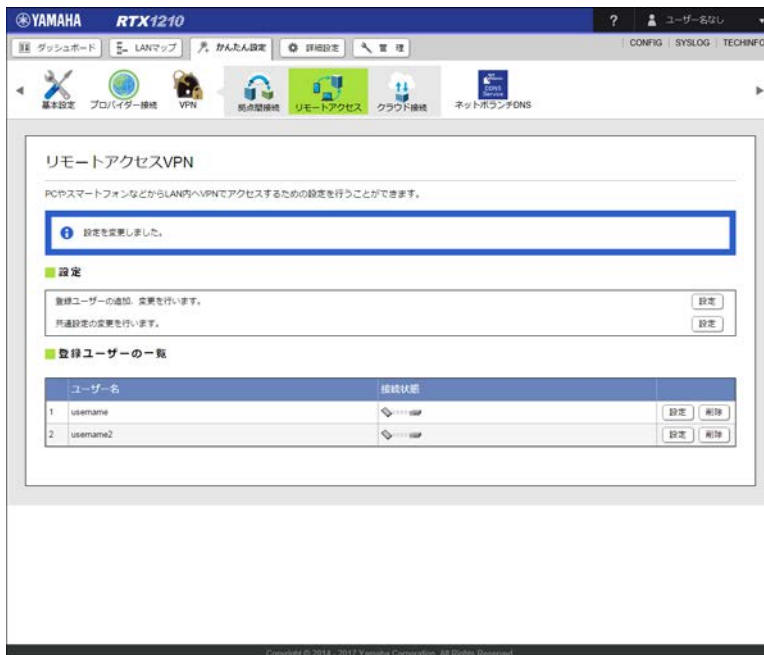 YAMAHA RTX1210 ? ユーザー名なし
ダッシュボード LANマップ かんたん設定 詳細設定 管 理 CONFIG SYSLOG TECHINFO
基本設定 プロバイダー接続 VPN 拠点間接続 リモートアクセス クラウド接続 ネットボランチDNS
リモートアクセスVPN
PCやスマートフォンなどからLAN内へVPNでアクセスするための設定を行うことができます。
設定を変更しました。
設定
登録ユーザーの追加、変更を行います。 設定
共通設定の変更を行います。 設定
登録ユーザーの一覧
ユーザー名 接続状態
1 username 設定 削除
2 username2 設定 削除
Copyright © 2014 - 2017 Yamaha Corporation. All Rights Reserved.